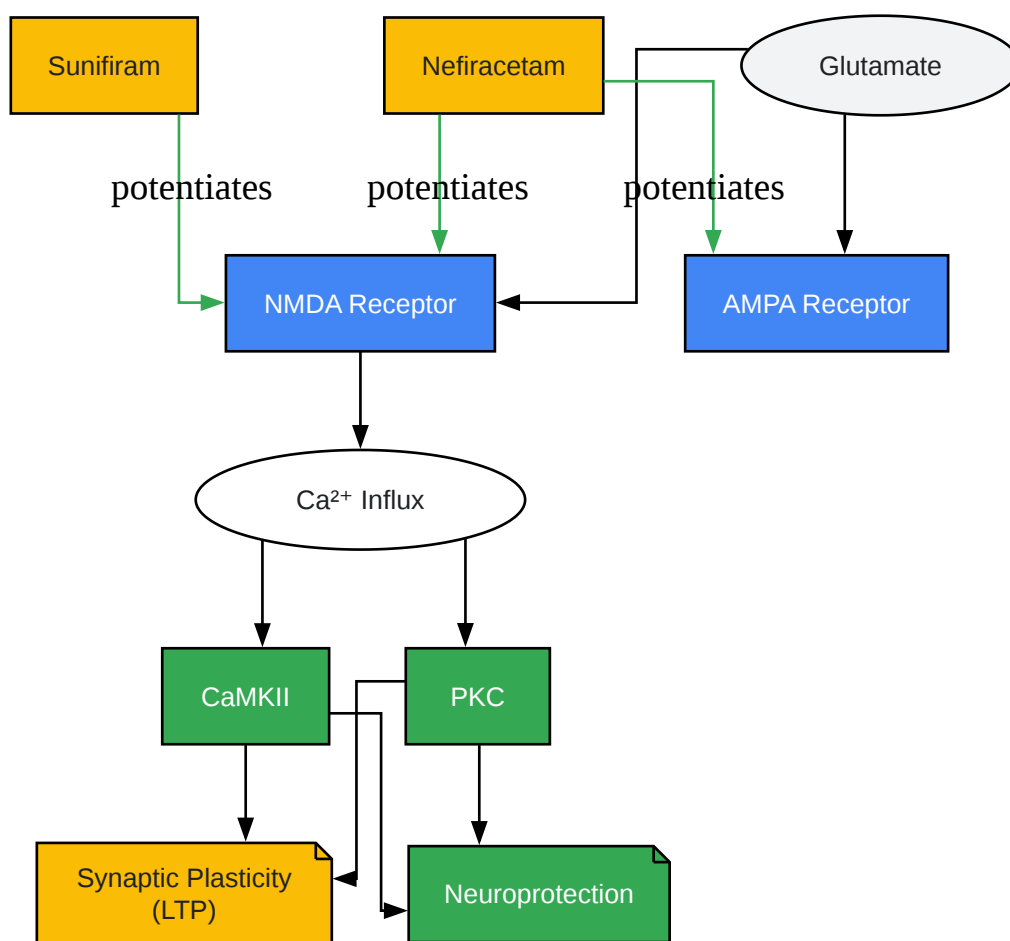 Sunifiram
Nefiracetam
Glutamate
potentiates
potentiates
potentiates
NMDA Receptor
AMPA Receptor
Ca²⁺ Influx
CaMKII
PKC
Synaptic Plasticity
(LTP)
Neuroprotection